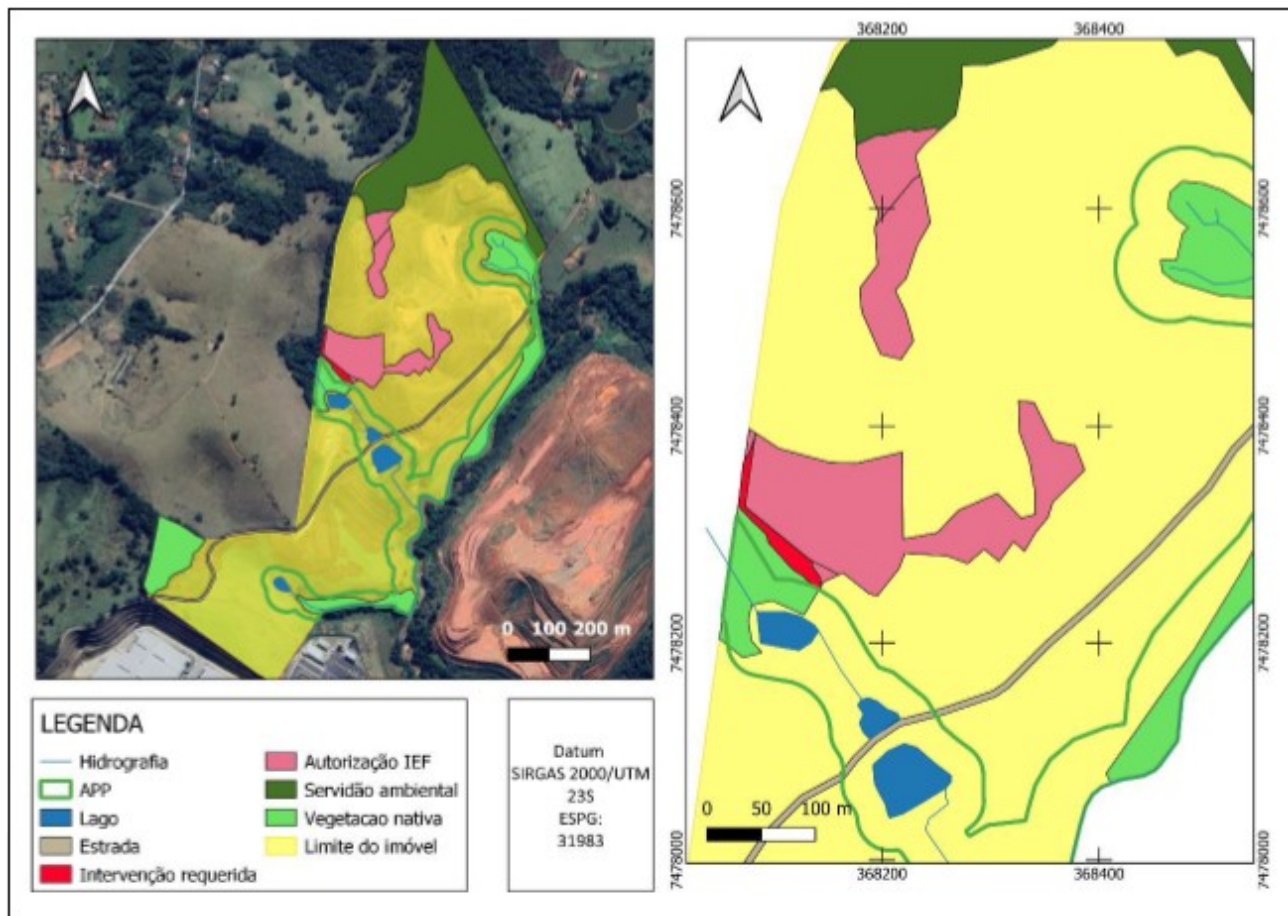 0 100 200 m
LEGENDA
Hidrografia
APP
Lago
Estrada
Intervenção requerida
Autorização IEF
Servidão ambiental
Vegetacao nativa
Limite do imóvel
Datum
SIRGAS 2000/UTM
23S
ESPG:
31983
368200 368400
7478600 7478600
7478400 7478400
7478200 7478200
7478000 7478000
0 50 100 m
368200 368400